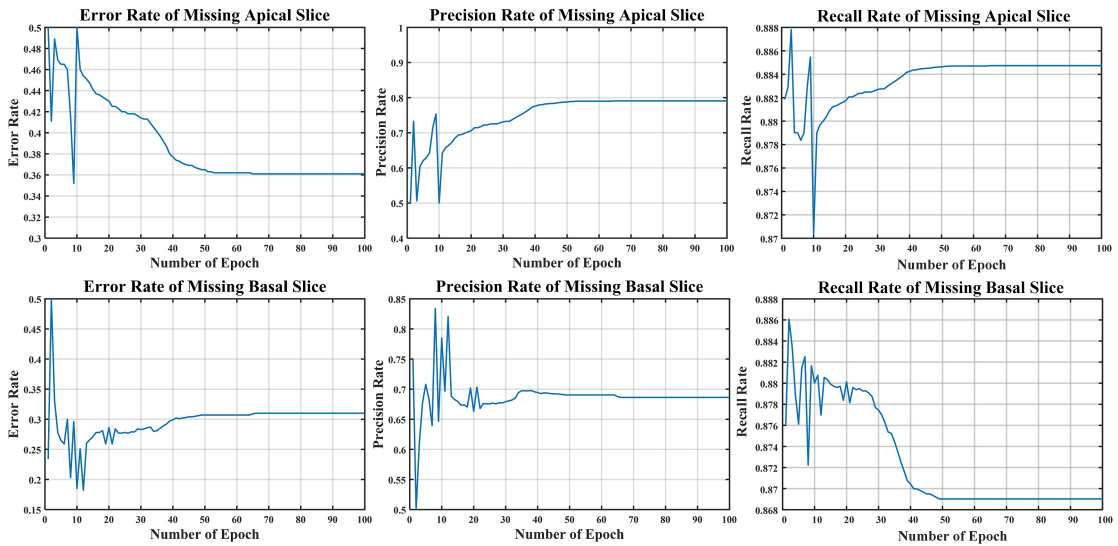 Error Rate of Missing Apical Slice
Error Rate
0.5
0.48
0.46
0.44
0.42
0.4
0.38
0.36
0.34
0.32
0.3
0 10 20 30 40 50 60 70 80 90 100
Number of Epoch
Precision Rate of Missing Apical Slice
Precision Rate
1
0.9
0.8
0.7
0.6
0.5
0.4
0 10 20 30 40 50 60 70 80 90 100
Number of Epoch
Recall Rate of Missing Apical Slice
Recall Rate
0.888
0.886
0.884
0.882
0.88
0.878
0.876
0.874
0.872
0.87
0 10 20 30 40 50 60 70 80 90 100
Number of Epoch
Error Rate of Missing Basal Slice
Error Rate
0.5
0.45
0.4
0.35
0.3
0.25
0.2
0.15
0 10 20 30 40 50 60 70 80 90 100
Number of Epoch
Precision Rate of Missing Basal Slice
Precision Rate
0.85
0.8
0.75
0.7
0.65
0.6
0.55
0.5
0 10 20 30 40 50 60 70 80 90 100
Number of Epoch
Recall Rate of Missing Basal Slice
Recall Rate
0.888
0.886
0.884
0.882
0.88
0.878
0.876
0.874
0.872
0.87
0.868
0 10 20 30 40 50 60 70 80 90 100
Number of Epoch